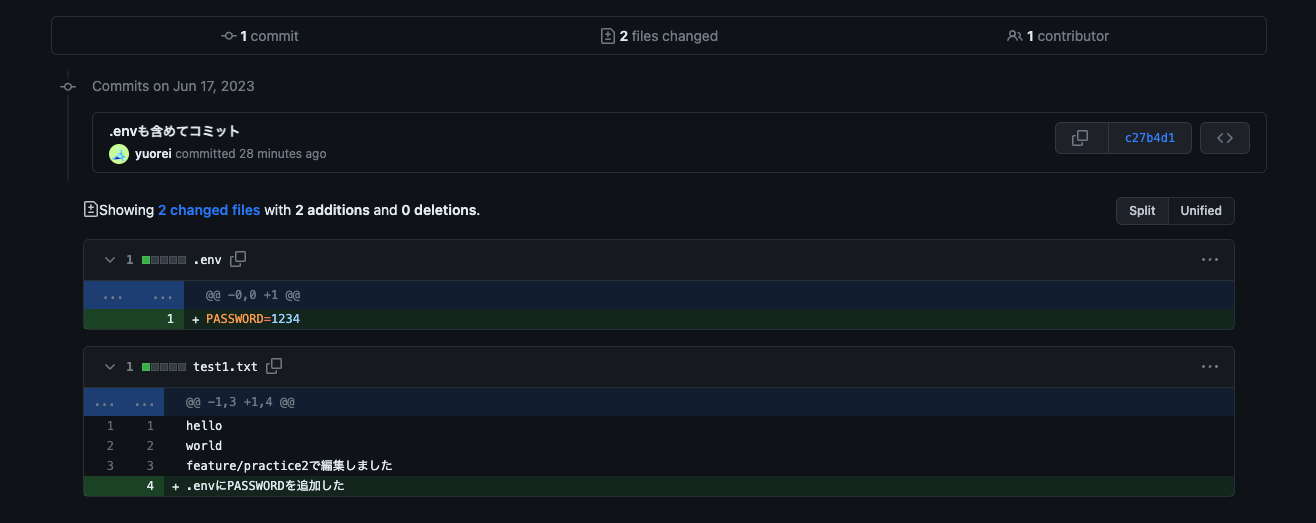 1 commit
2 files changed
1 contributor
Commits on Jun 17, 2023
.envも含めてコミット
yuorei committed 28 minutes ago
c27b4d1
Showing 2 changed files with 2 additions and 0 deletions.
Split Unified
1 .env
... ... @@ -0,0 +1 @@
1 + PASSWORD=1234
1 test1.txt
... ... @@ -1,3 +1,4 @@
1 1 hello
2 2 world
3 3 feature/practice2で編集しました
4 + .envにPASSWORDを追加した